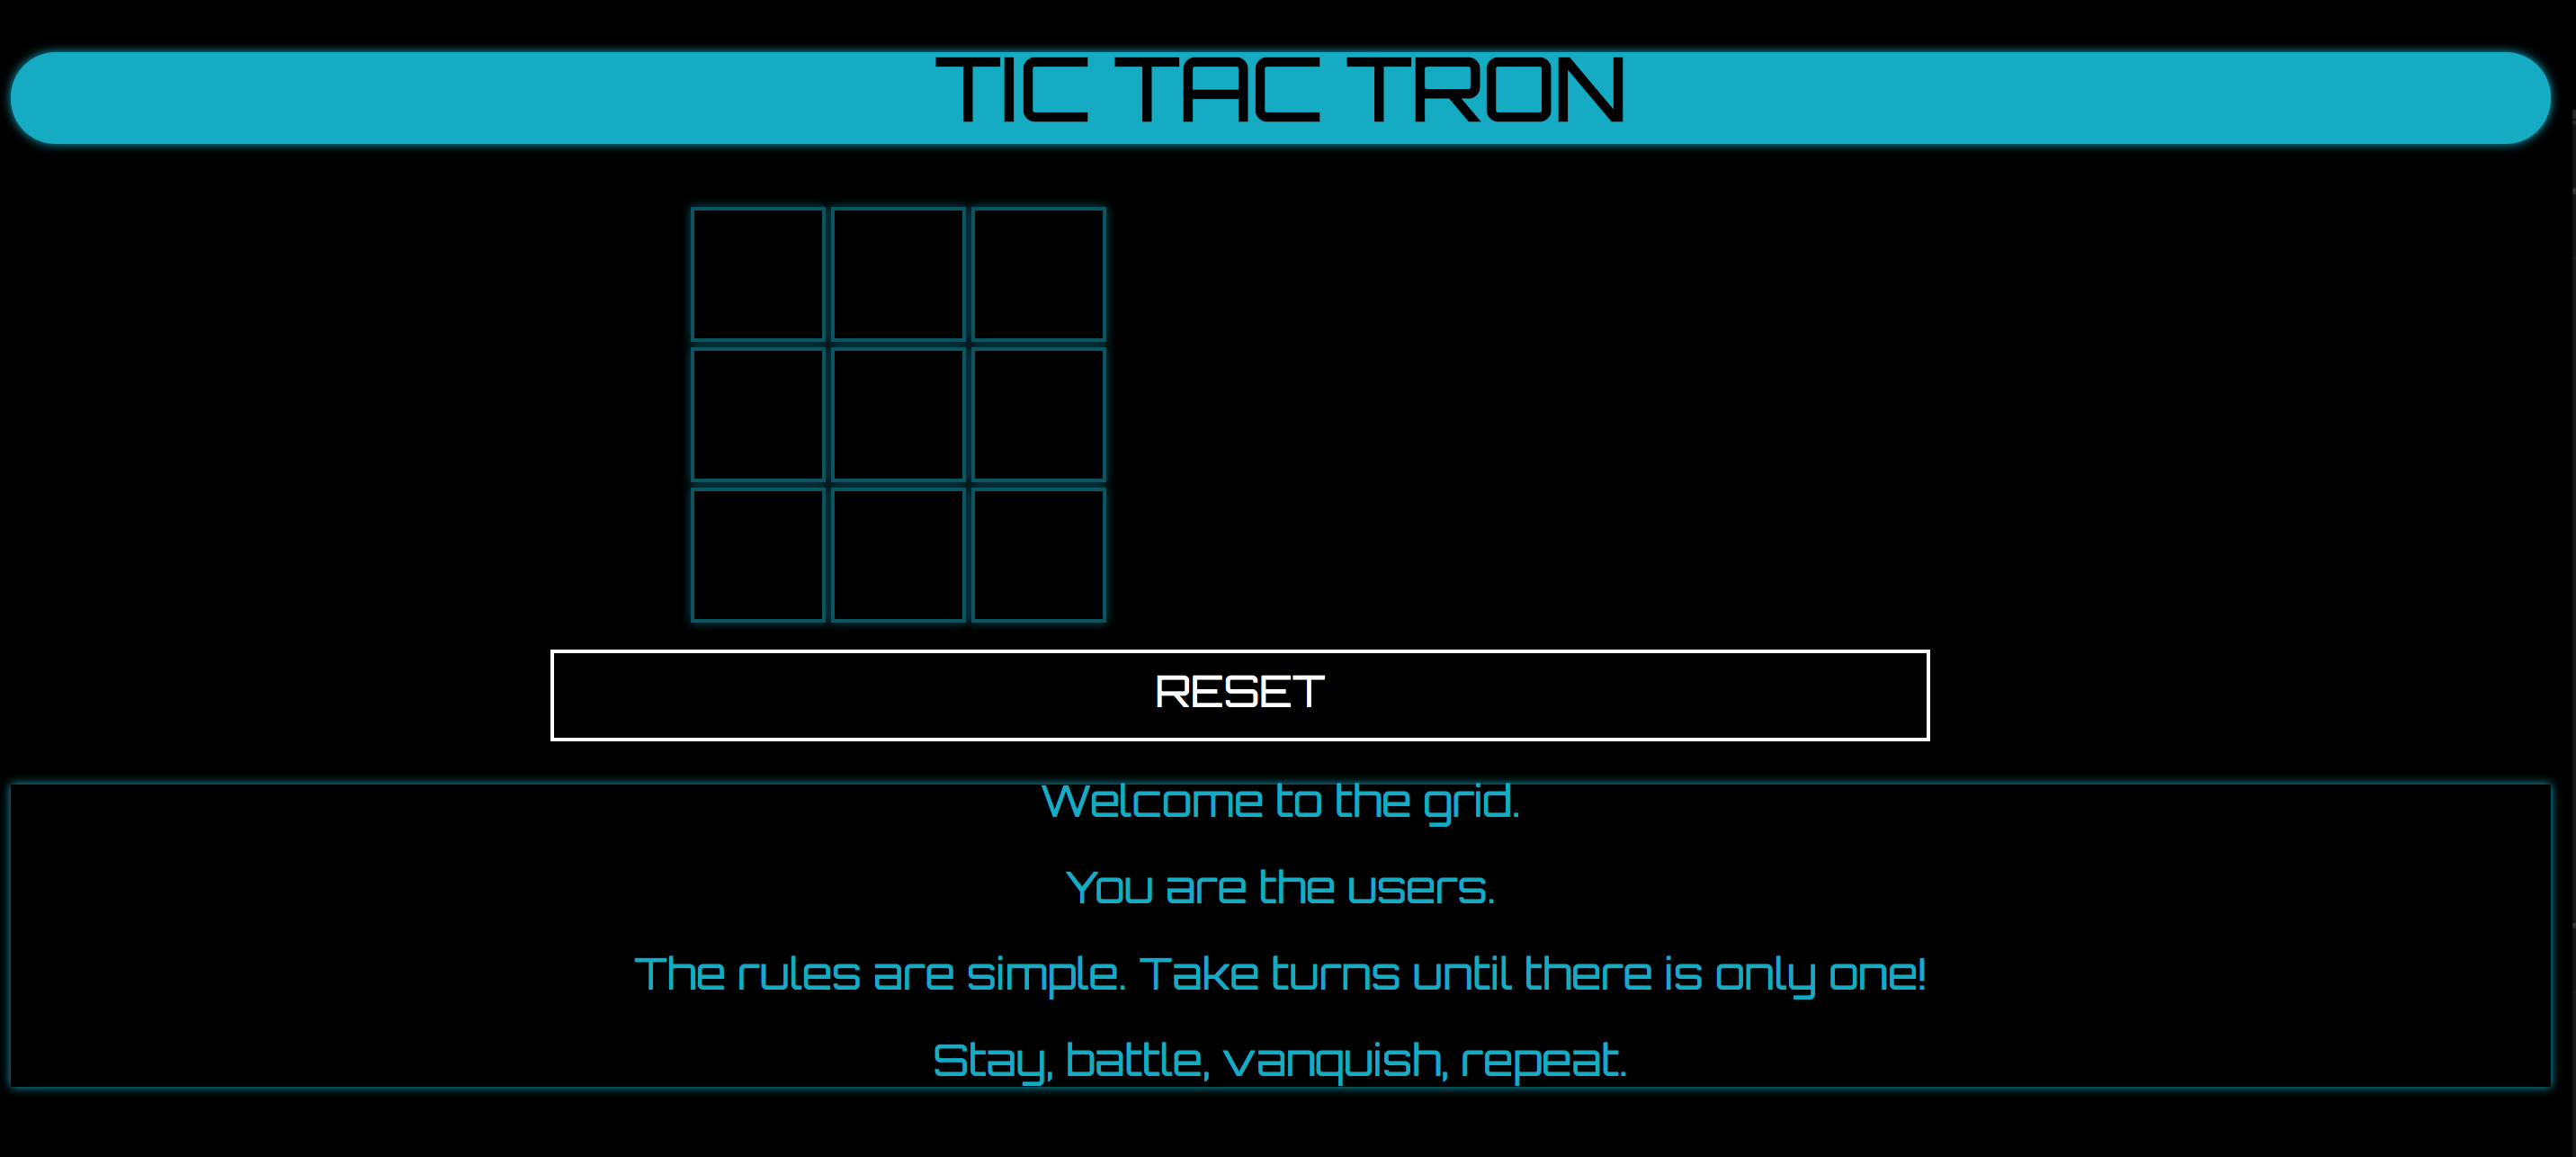 TIC TAC TRON
RESET
Welcome to the grid.
You are the users.
The rules are simple. Take turns until there is only one!
Stay, battle, vanquish, repeat.